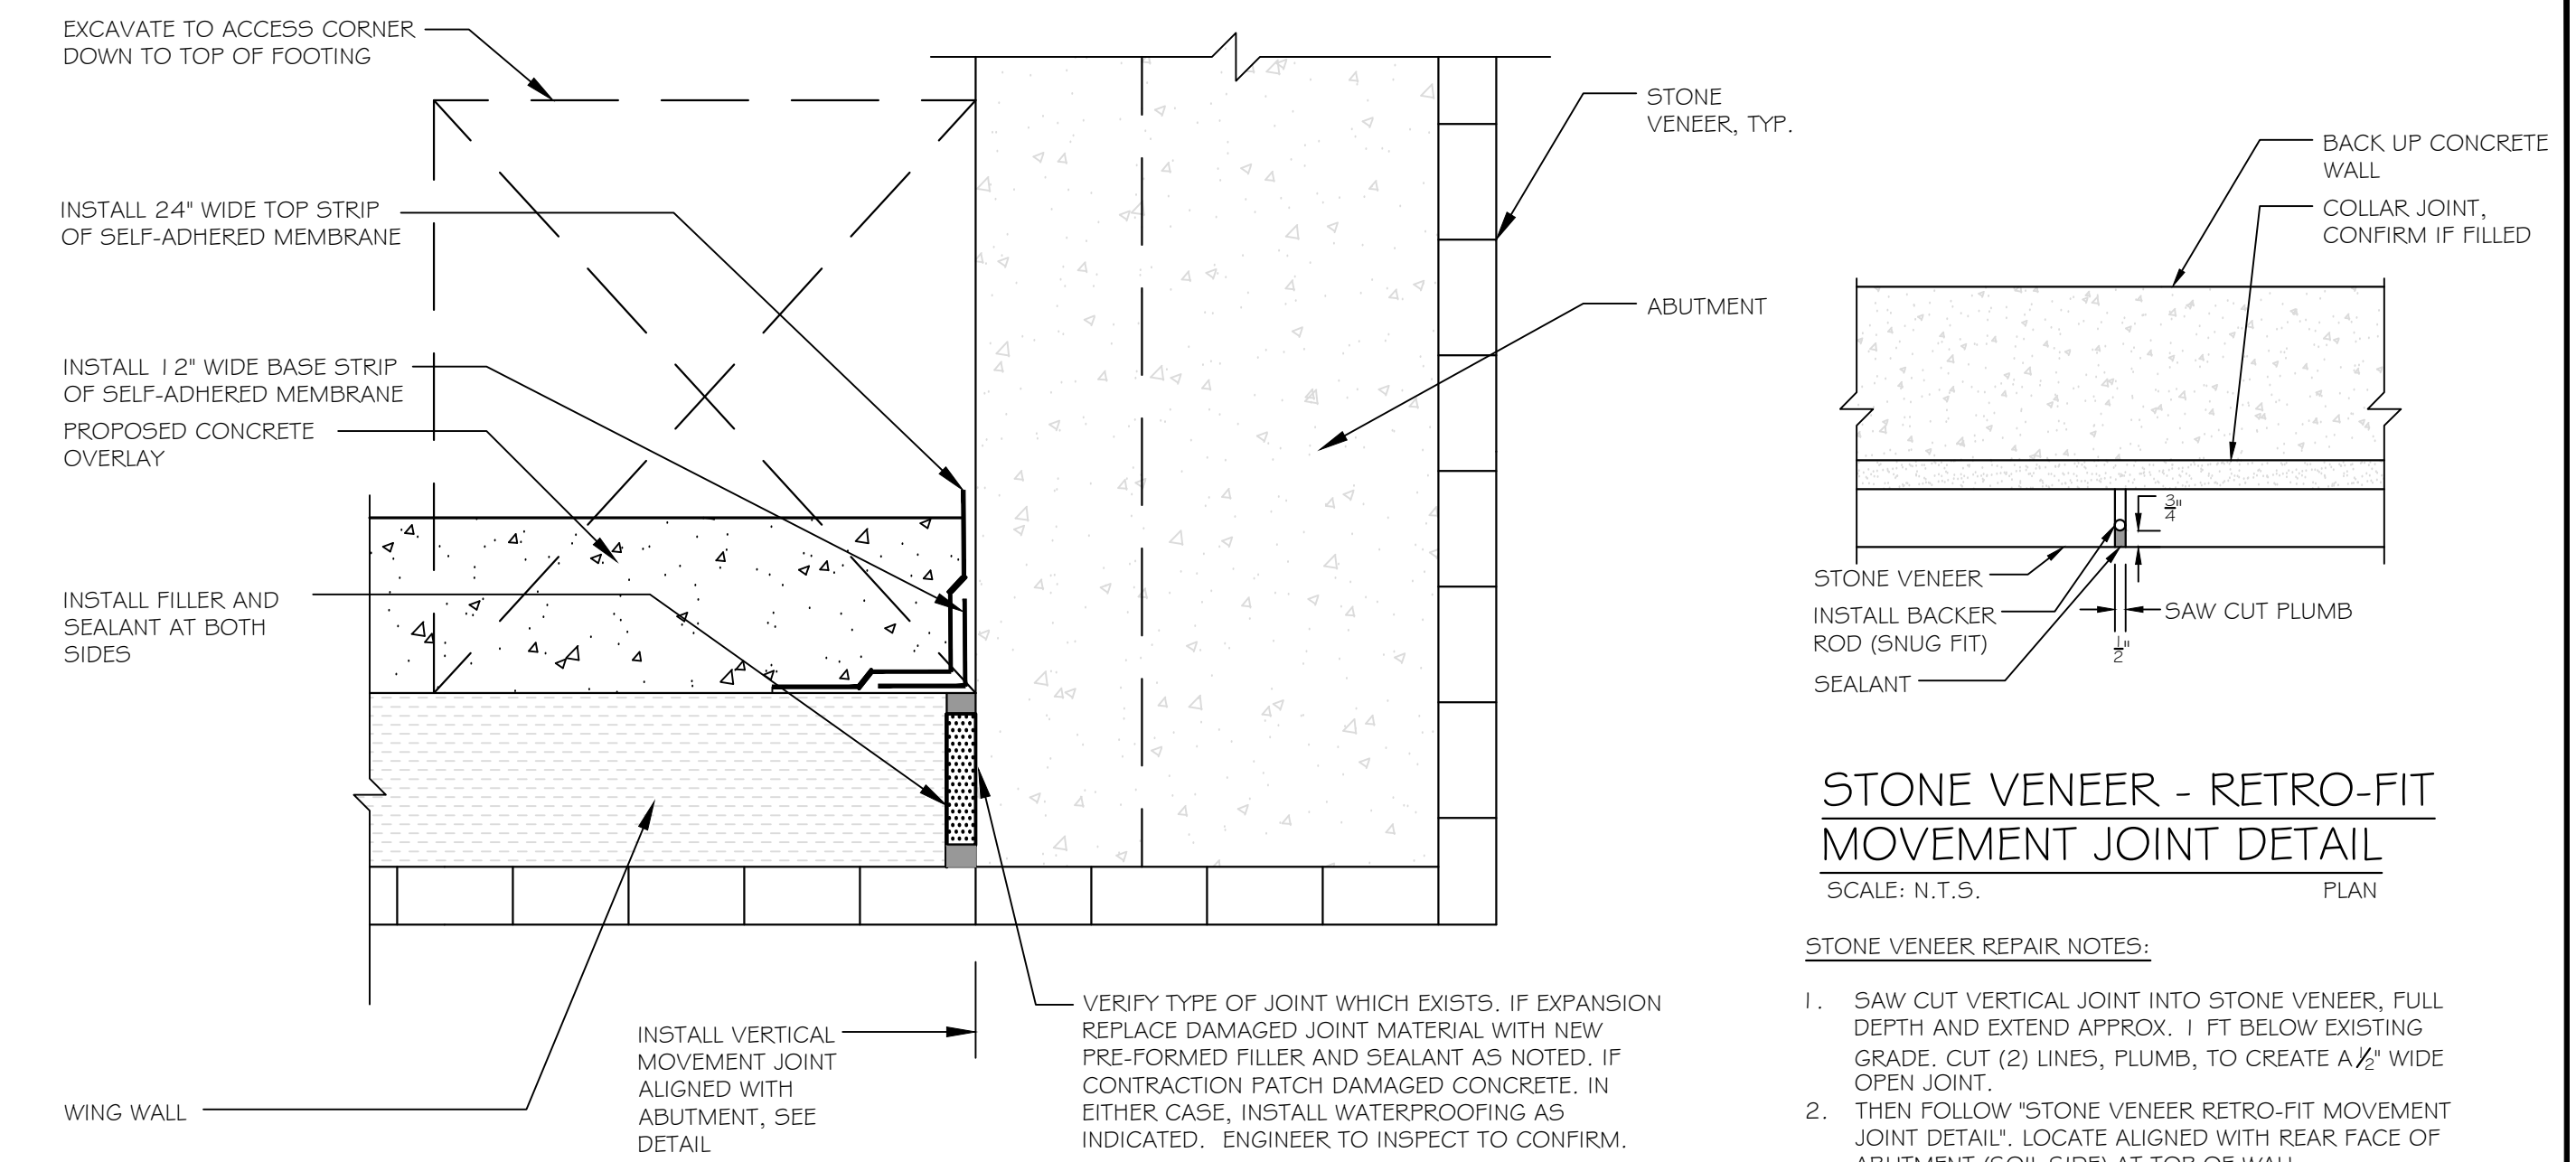 EXCAVATE TO ACCESS CORNER
DOWN TO TOP OF FOOTING
INSTALL 24" WIDE TOP STRIP
OF SELF-ADHERED MEMBRANE
INSTALL 12" WIDE BASE STRIP
OF SELF-ADHERED MEMBRANE
PROPOSED CONCRETE
OVERLAY
INSTALL FILLER AND
SEALANT AT BOTH
SIDES
WING WALL
INSTALL VERTICAL
MOVEMENT JOINT
ALIGNED WITH
ABUTMENT, SEE
DETAIL
STONE
VENEER, TYP.
ABUTMENT
VERIFY TYPE OF JOINT WHICH EXISTS. IF EXPANSION
REPLACE DAMAGED JOINT MATERIAL WITH NEW
PRE-FORMED FILLER AND SEALANT AS NOTED. IF
CONTRACTION PATCH DAMAGED CONCRETE. IN
EITHER CASE, INSTALL WATERPROOFING AS
INDICATED. ENGINEER TO INSPECT TO CONFIRM.
BACK UP CONCRETE
WALL
COLLAR JOINT,
CONFIRM IF FILLED
3/4"
STONE VENEER
INSTALL BACKER
ROD (SNUG FIT)
SEALANT
SAW CUT PLUMB
1/2"
STONE VENEER - RETRO-FIT
MOVEMENT JOINT DETAIL
SCALE: N.T.S. PLAN
STONE VENEER REPAIR NOTES:
1. SAW CUT VERTICAL JOINT INTO STONE VENEER, FULL
DEPTH AND EXTEND APPROX. 1 FT BELOW EXISTING
GRADE. CUT (2) LINES, PLUMB, TO CREATE A 1/2" WIDE
OPEN JOINT.
2. THEN FOLLOW "STONE VENEER RETRO-FIT MOVEMENT
JOINT DETAIL". LOCATE ALIGNED WITH REAR FACE OF
ABUTMENT (SOIL SIDE) AT TOP OF WALL